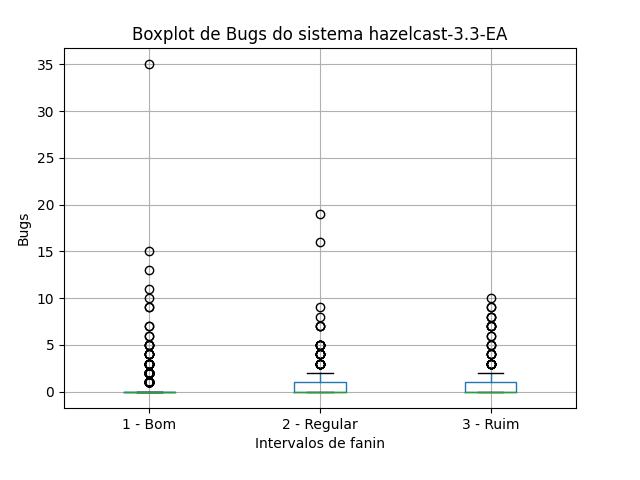 Boxplot de Bugs do sistema hazelcast-3.3-EA
35
30
25
20
15
10
5
0
Bugs
1 - Bom
2 - Regular
3 - Ruim
Intervalos de fanin